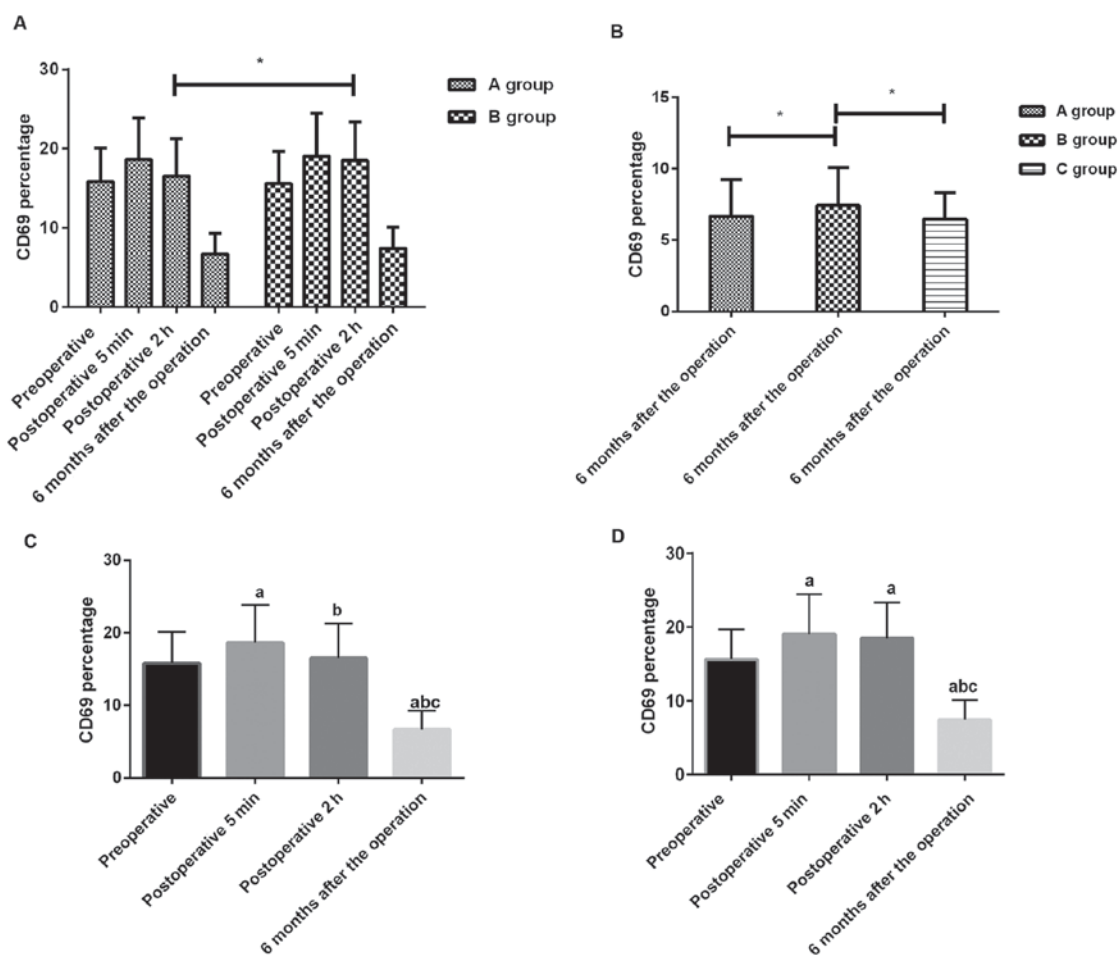 A
CD69 percentage
30
20
10
0
*
A group
B group
Preoperative
Postoperative 5 min
Postoperative 2 h
6 months after the operation
Preoperative
Postoperative 5 min
Postoperative 2 h
6 months after the operation
B
CD69 percentage
15
10
5
0
*
*
A group
B group
C group
6 months after the operation
6 months after the operation
6 months after the operation
C
CD69 percentage
30
20
10
0
a
b
abc
Preoperative
Postoperative 5 min
Postoperative 2 h
6 months after the operation
D
CD69 percentage
30
20
10
0
a
a
abc
Preoperative
Postoperative 5 min
Postoperative 2 h
6 months after the operation